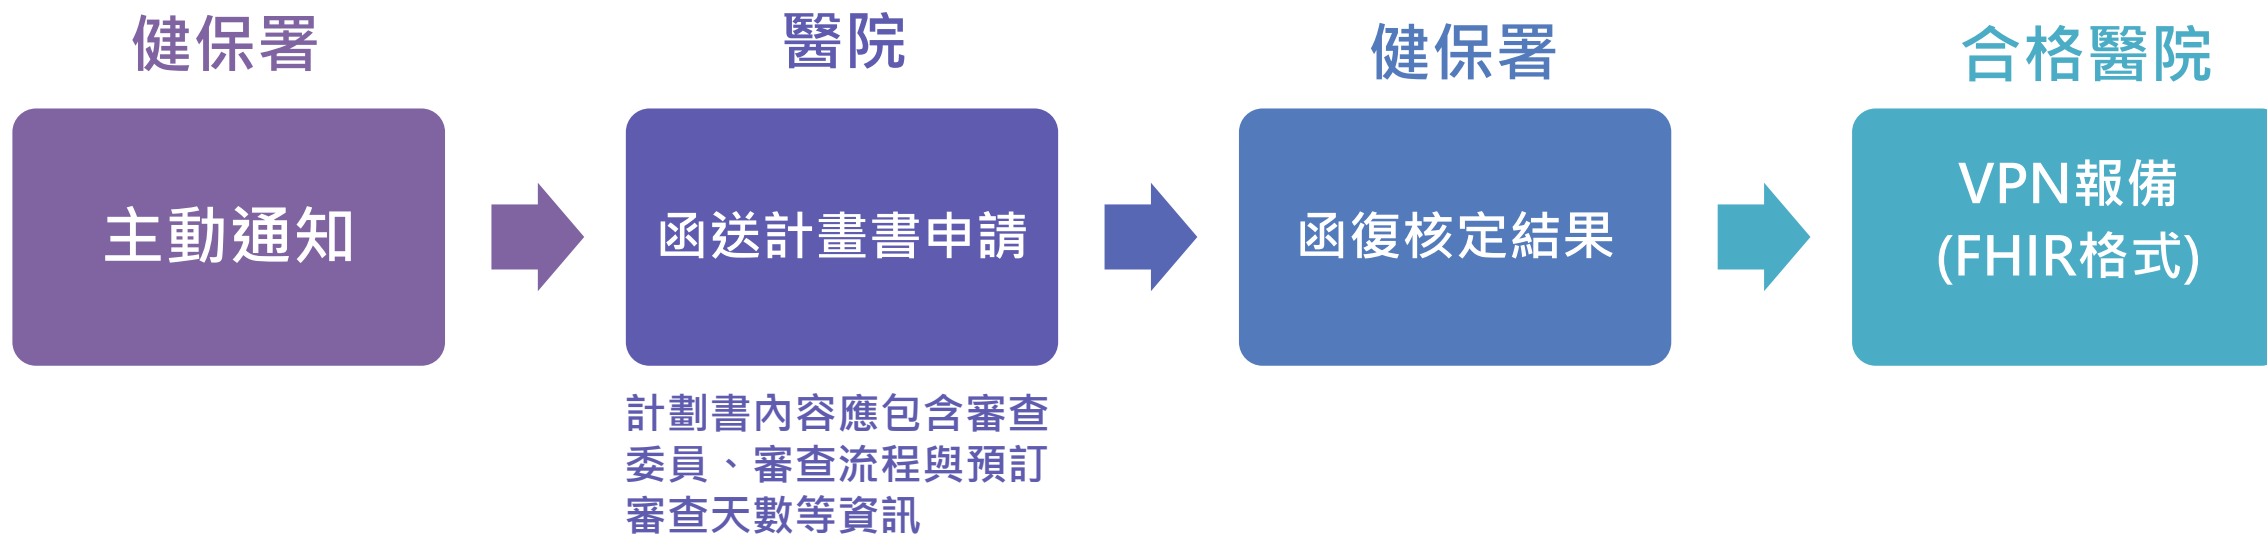 健保署
主動通知
醫院
函送計畫書申請
計劃書內容應包含審查
委員、審查流程與預訂
審查天數等資訊
健保署
函復核定結果
合格醫院
VPN報備
(FHIR格式)